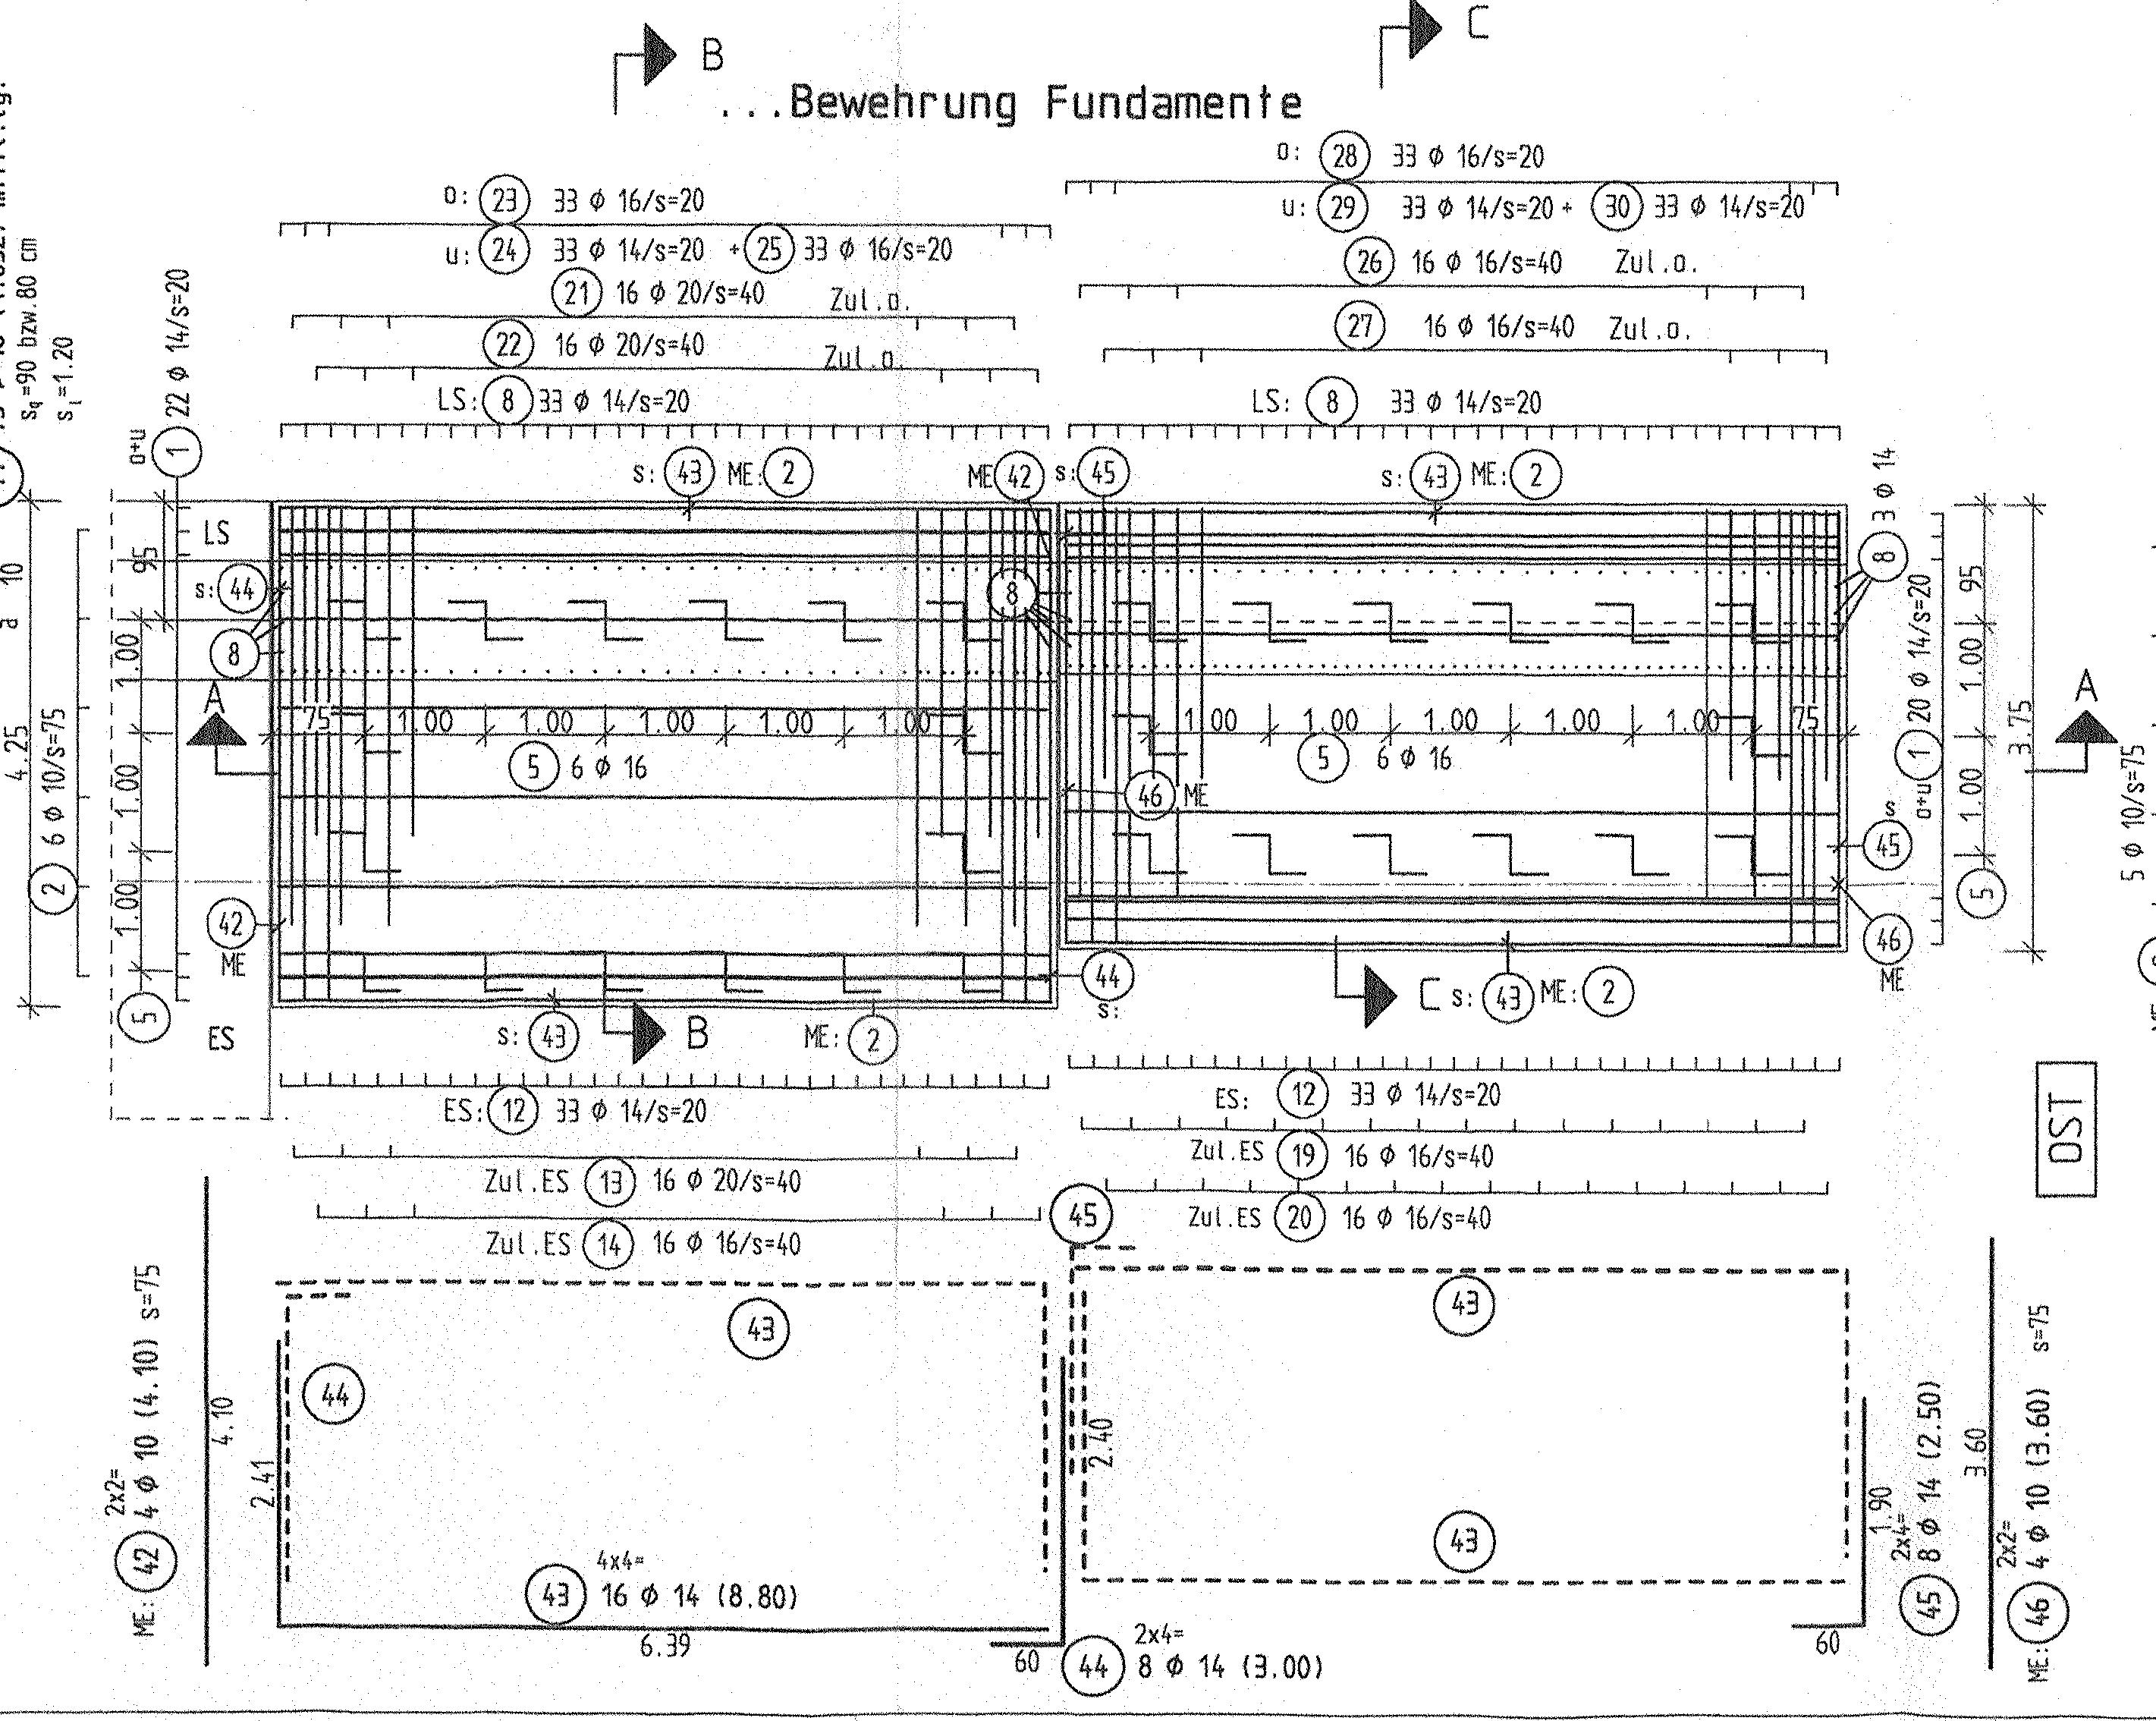 B
C
...Bewehrung Fundamente
o: 28 33 ϕ 16/s=20
u: 29 33 ϕ 14/s=20 + 30 33 ϕ 14/s=20
26 16 ϕ 16/s=40 Zul.o.
27 16 ϕ 16/s=40 Zul.o.
LS: 8 33 ϕ 14/s=20
o: 23 33 ϕ 16/s=20
u: 24 33 ϕ 14/s=20 + 25 33 ϕ 16/s=20
21 16 ϕ 20/s=40 Zul.o.
22 16 ϕ 20/s=40 Zul.o.
LS: 8 33 ϕ 14/s=20
sq=90 bzw.80 cm
sl=1.20
o+u 1 22 ϕ 14/s=20
s: 43 ME: 2
ME 42 s: 45
s: 43 ME: 2
8 3 ϕ 14
LS
s: 44
8
8
A
A
a 10
4.25
2 6 ϕ 10/s=75
95
1.00
1.00
1.00
5
75 1.00 1.00 1.00 1.00 1.00
5 6 ϕ 16
1.00 1.00 1.00 1.00 1.00 75
5 6 ϕ 16
46 ME
o+u 1 20 ϕ 14/s=20
95
1.00
1.00
5
3.75
5 ϕ 10/s=75
s
45
46
ME
42
ME
ES
44
s:
s: 43 B ME: 2
C s: 43 ME: 2
ES: 12 33 ϕ 14/s=20
Zul.ES 13 16 ϕ 20/s=40
Zul.ES 14 16 ϕ 16/s=40
ES: 12 33 ϕ 14/s=20
Zul.ES 19 16 ϕ 16/s=40
Zul.ES 20 16 ϕ 16/s=40
OST
45
43
44
43
43
2x2=
ME: 42 4 ϕ 10 (4.10) s=75
4.10
2.41
4x4=
43 16 ϕ 14 (8.80)
6.39
2.40
60
2x4=
44 8 ϕ 14 (3.00)
60
1.90
2x4=
45 8 ϕ 14 (2.50)
3.60
2x2=
ME: 46 4 ϕ 10 (3.60) s=75